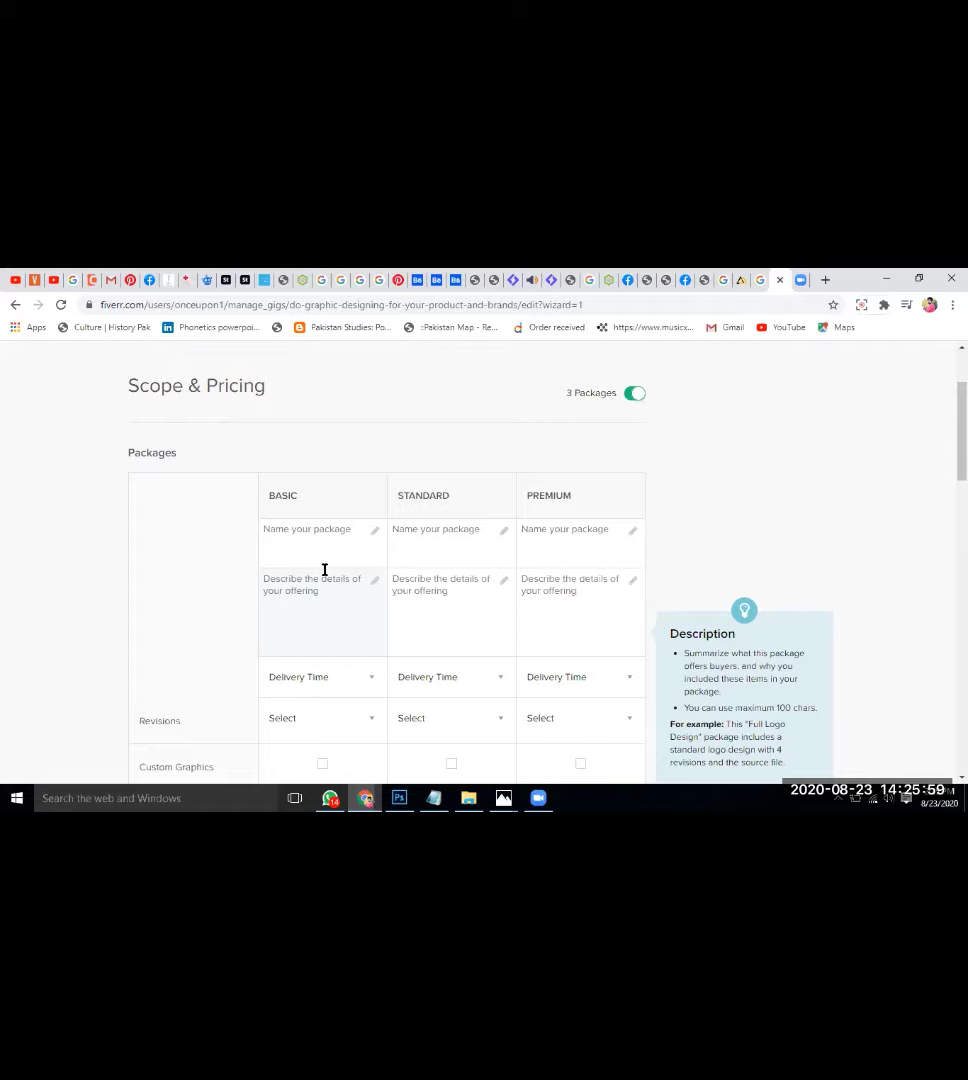 fiverr.com/users/onceupon1/manage_gigs/do-graphic-designing-for-your-product-and-brands/edit?wizard=1
Apps Culture | History Pak Phonetics powerpoi... Pakistan Studies: Po... ::Pakistan Map - Re... Order received https://www.musicx... Gmail YouTube Maps
Scope & Pricing
3 Packages
Packages
BASIC STANDARD PREMIUM
Name your package Name your package Name your package
Describe the details of Describe the details of Describe the details of
your offering your offering your offering
Description
Summarize what this package
offers buyers, and why you
included these items in your
package.
Delivery Time Delivery Time Delivery Time
You can use maximum 100 chars.
Revisions Select Select Select
For example: This "Full Logo
Design" package includes a
standard logo design with 4
revisions and the source file.
Custom Graphics
Search the web and Windows
14
2020-08-23 14:25:59
8/23/2020